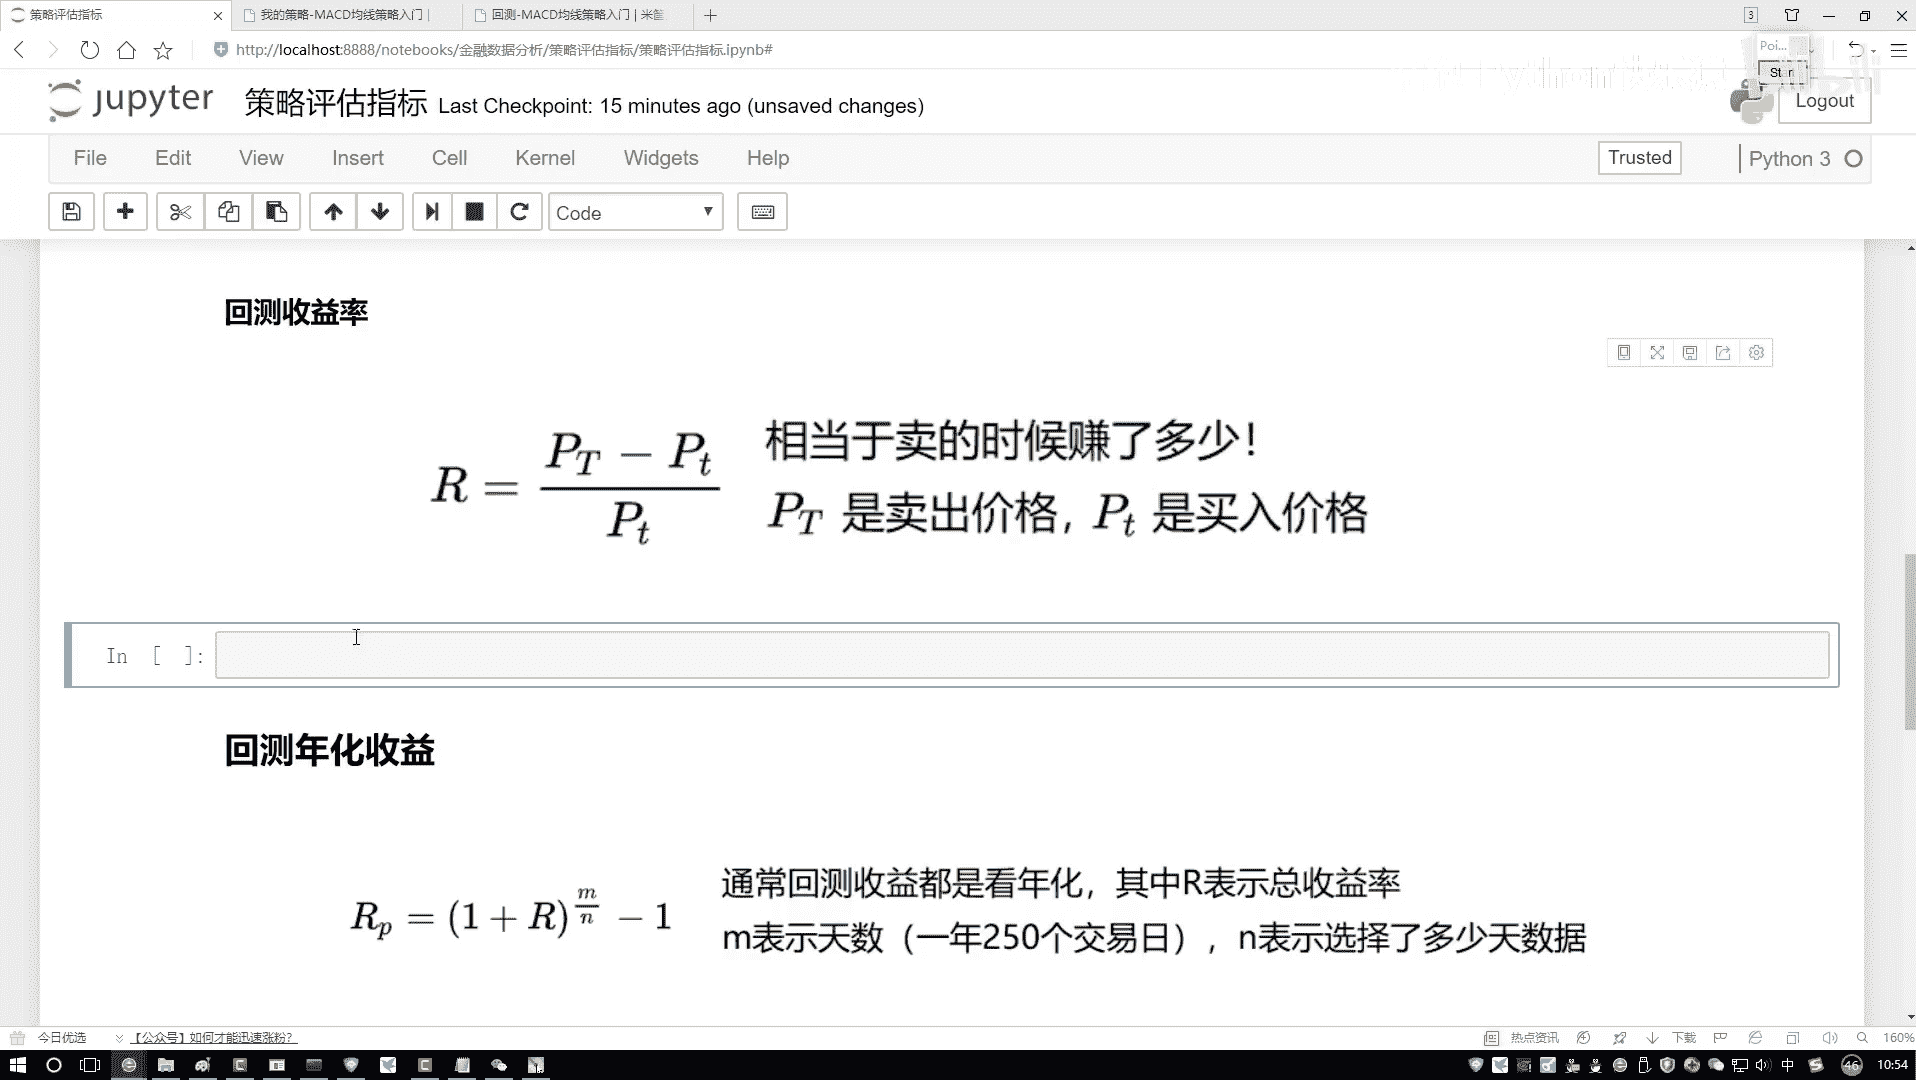 策略评估指标
我的策略-MACD均线策略入门 |
回测-MACD均线策略入门 | 米筐
3
http://localhost:8888/notebooks/金融数据分析/策略评估指标/策略评估指标.ipynb#
Poi...
jupyter 策略评估指标 Last Checkpoint: 15 minutes ago (unsaved changes)
Logout
File Edit View Insert Cell Kernel Widgets Help
Trusted
Python 3
Code
回测收益率
R = \frac{P_T - P_t}{P_t}
相当于卖的时候赚了多少！
P_T 是卖出价格，P_t 是买入价格
In [ ]:
回测年化收益
R_p = (1 + R)^{\frac{m}{n}} - 1
通常回测收益都是看年化，其中R表示总收益率
m表示天数（一年250个交易日），n表示选择了多少天数据
今日优选
【公众号】如何才能迅速涨粉？
热点资讯
下载
160%
中
46
10:54